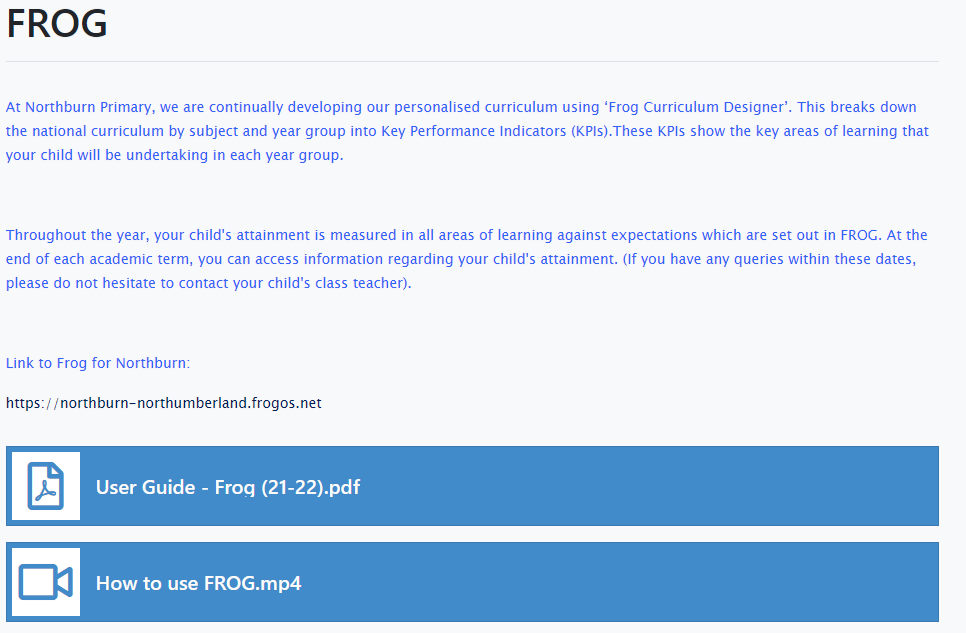 FROG
At Northburn Primary, we are continually developing our personalised curriculum using ‘Frog Curriculum Designer’. This breaks down
the national curriculum by subject and year group into Key Performance Indicators (KPIs).These KPIs show the key areas of learning that
your child will be undertaking in each year group.
Throughout the year, your child's attainment is measured in all areas of learning against expectations which are set out in FROG. At the
end of each academic term, you can access information regarding your child's attainment. (If you have any queries within these dates,
please do not hesitate to contact your child's class teacher).
Link to Frog for Northburn:
https://northburn-northumberland.frogos.net
User Guide - Frog (21-22).pdf
How to use FROG.mp4